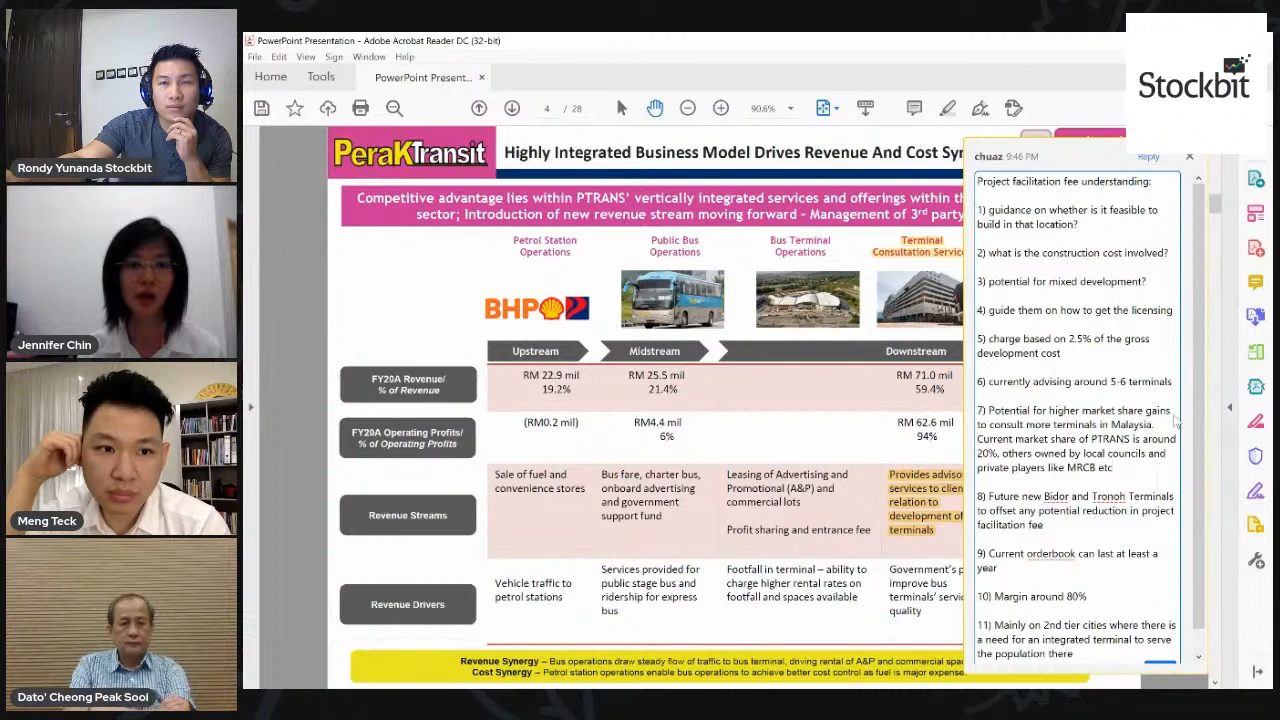 Rondy Yunanda Stockbit
Jennifer Chin
Meng Teck
Dato' Cheong Peak Sooi
PowerPoint Presentation - Adobe Acrobat Reader DC (32-bit)
File Edit View Sign Window Help
Home Tools PowerPoint Present... ×
4 / 28 90.6%
Stockbit
PeraKTransit
Highly Integrated Business Model Drives Revenue And Cost Syn
Competitive advantage lies within PTRANS' vertically integrated services and offerings within th
sector; Introduction of new revenue stream moving forward - Management of 3rd party
Petrol Station
Operations
Public Bus
Operations
Bus Terminal
Operations
Terminal
Consultation Service
BHP
Upstream
Midstream
Downstream
FY20A Revenue/
% of Revenue
RM 22.9 mil
19.2%
RM 25.5 mil
21.4%
RM 71.0 mil
59.4%
FY20A Operating Profits/
% of Operating Profits
(RM0.2 mil)
RM4.4 mil
6%
RM 62.6 mil
94%
Revenue Streams
Sale of fuel and
convenience stores
Bus fare, charter bus,
onboard advertising
and government
support fund
Leasing of Advertising and
Promotional (A&P) and
commercial lots
Profit sharing and entrance fee
Provides adviso
services to clien
relation to
development of
terminals
Revenue Drivers
Vehicle traffic to
petrol stations
Services provided for
public stage bus and
ridership for express
bus
Footfall in terminal – ability to
charge higher rental rates on
footfall and spaces available
Government's p
improve bus
terminals' servic
quality
Revenue Synergy – Bus operations draw steady flow of traffic to bus terminal, driving rental of A&P and commercial spac
Cost Synergy – Petrol station operations enable bus operations to achieve better cost control as fuel is major expense
chuaz 9:46 PM
Reply
Project facilitation fee understanding:
1) guidance on whether is it feasible to
build in that location?
2) what is the construction cost involved?
3) potential for mixed development?
4) guide them on how to get the licensing
5) charge based on 2.5% of the gross
development cost
6) currently advising around 5-6 terminals
7) Potential for higher market share gains
to consult more terminals in Malaysia.
Current market share of PTRANS is around
20%, others owned by local councils and
private players like MRCB etc
8) Future new Bidor and Tronoh Terminals
to offset any potential reduction in project
facilitation fee
9) Current orderbook can last at least a
year
10) Margin around 80%
11) Mainly on 2nd tier cities where there is
a need for an integrated terminal to serve
the population there